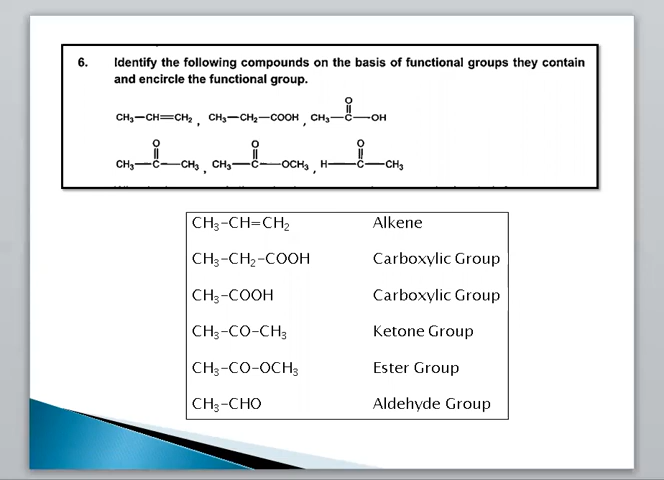 6. Identify the following compounds on the basis of functional groups they contain
and encircle the functional group.
O
CH₃—CH=CH₂ , CH₃—CH₂—COOH , CH₃—C—OH
O O O
CH₃—C—CH₃ , CH₃—C—OCH₃ , H—C—CH₃
CH₃-CH=CH₂ Alkene
CH₃-CH₂-COOH Carboxylic Group
CH₃-COOH Carboxylic Group
CH₃-CO-CH₃ Ketone Group
CH₃-CO-OCH₃ Ester Group
CH₃-CHO Aldehyde Group